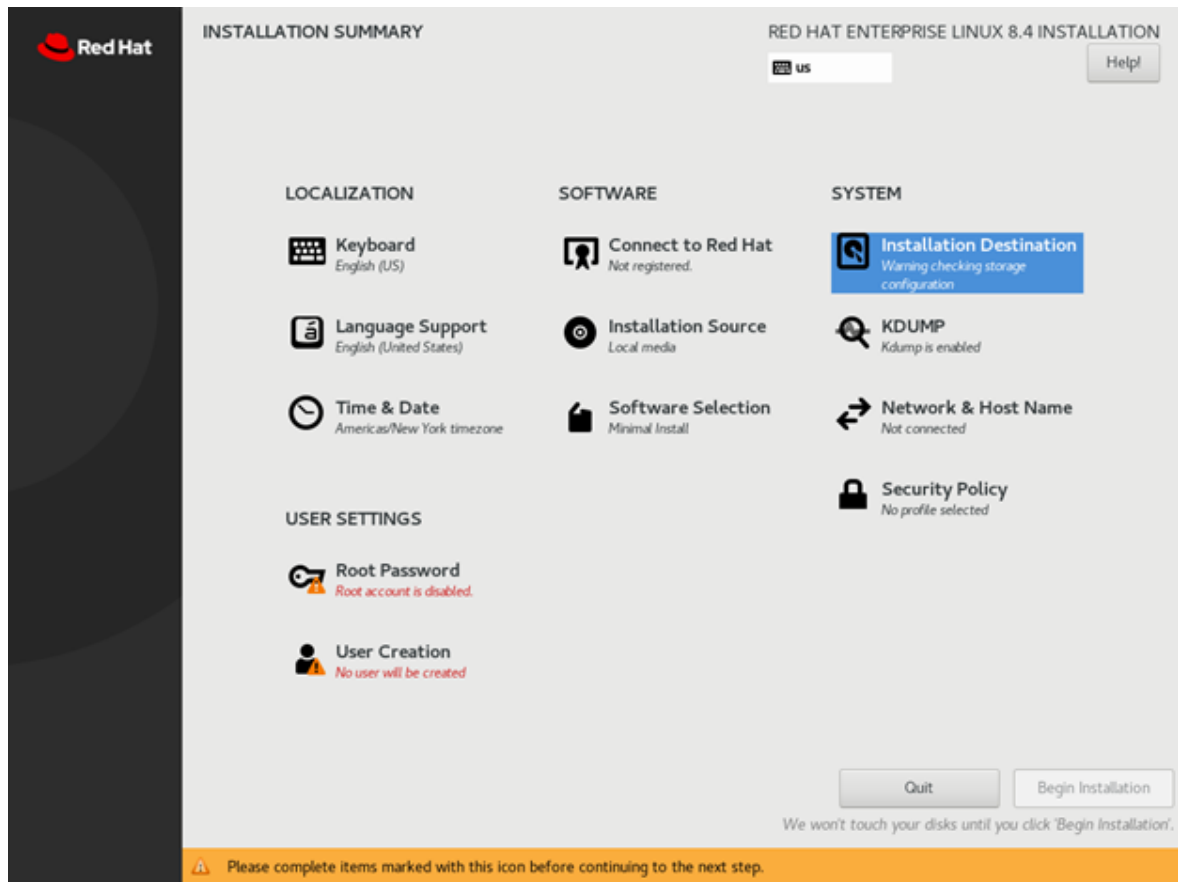 Red Hat
INSTALLATION SUMMARY
RED HAT ENTERPRISE LINUX 8.4 INSTALLATION
us
Help!
LOCALIZATION
Keyboard
English (US)
á
Language Support
English (United States)
Time & Date
Americas/New York timezone
SOFTWARE
Connect to Red Hat
Not registered.
Installation Source
Local media
Software Selection
Minimal Install
SYSTEM
Installation Destination
Warning checking storage
configuration
KDUMP
Kdump is enabled
Network & Host Name
Not connected
Security Policy
No profile selected
USER SETTINGS
Root Password
Root account is disabled.
User Creation
No user will be created
Quit
Begin Installation
We won't touch your disks until you click 'Begin Installation'.
Please complete items marked with this icon before continuing to the next step.